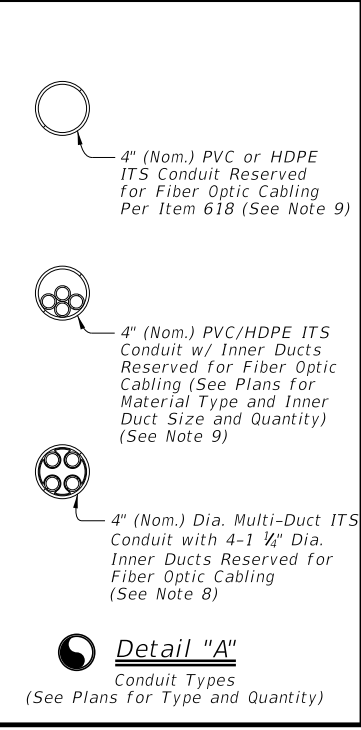 4" (Nom.) PVC or HDPE
ITS Conduit Reserved
for Fiber Optic Cabling
Per Item 618 (See Note 9)
4" (Nom.) PVC/HDPE ITS
Conduit w/ Inner Ducts
Reserved for Fiber Optic
Cabling (See Plans for
Material Type and Inner
Duct Size and Quantity)
(See Note 9)
4" (Nom.) Dia. Multi-Duct ITS
Conduit with 4-1 ¼" Dia.
Inner Ducts Reserved for
Fiber Optic Cabling
(See Note 8)
Detail "A"
Conduit Types
(See Plans for Type and Quantity)